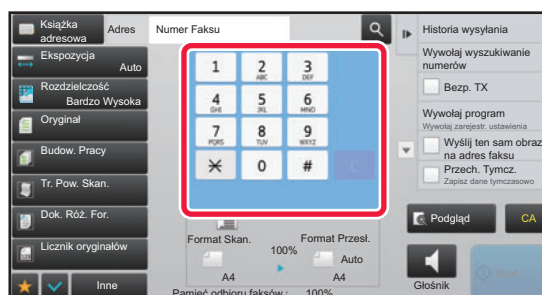 Książka
adresowa
Adres
Numer Faksu
Ekspozycja
Auto
Rozdzielczość
Bardzo Wysoka
Oryginał
Budow. Pracy
Tr. Pow. Skan.
Dok. Róż. For.
Licznik oryginałów
Inne
1
2
ABC
3
DEF
4
GHI
5
JKL
6
MNO
7
PQRS
8
TUV
9
WXYZ
0
#
C
Format Skan.
100%
Format Przesł.
Auto
A4
A4
Pamięć odbioru faksów : 100%
Historia wysyłania
Wywołaj wyszukiwanie
numerów
Bezp. TX
Wywołaj program
Wywołaj zarejestr. ustawienia
Wyślij ten sam obraz
na adres faksu
Przech. Tymcz.
Zapisz dane tymczasowo
Podgląd
CA
Głośnik
Start